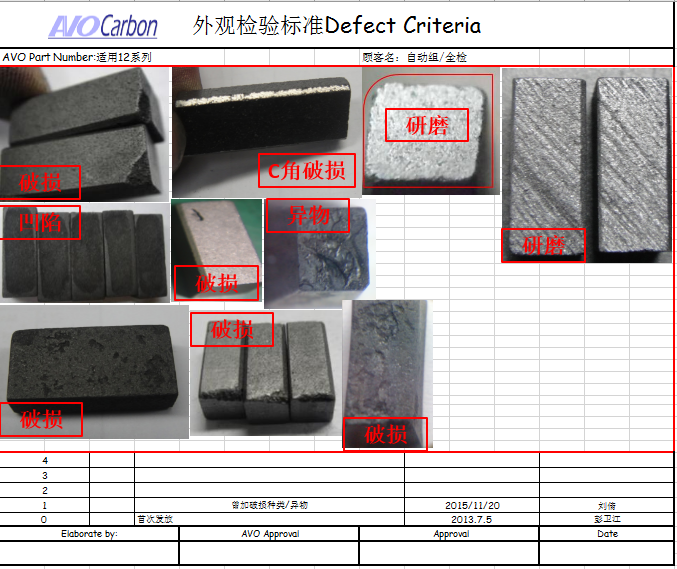 AVO Carbon 外观检验标准Defect Criteria
AVO Part Number:适用12系列 顾客名：自动组/全检
破损
C角破损
研磨
研磨
凹陷
破损
异物
破损
破损
破损
4
3
2
1 曾加破损种类/异物 2015/11/20
0 首次发放 2013.7.5 彭卫江
Elaborate by: AVO Approval Approval Date